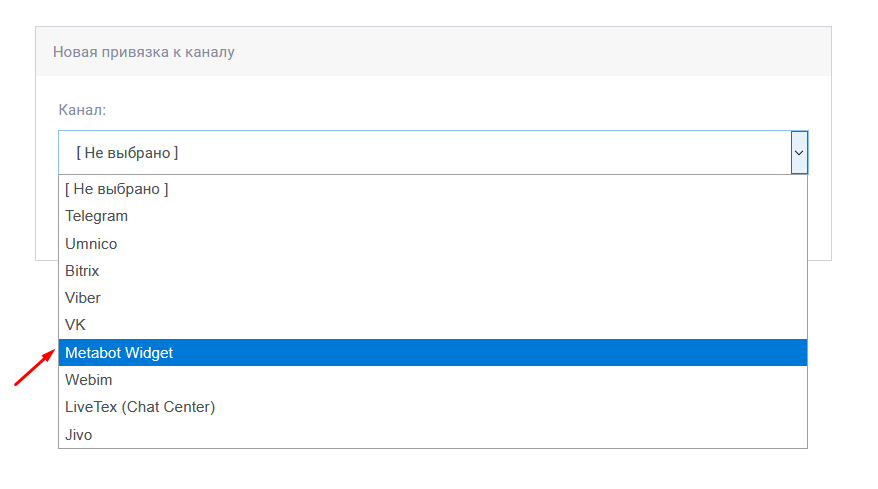 Новая привязка к каналу
Канал:
[ Не выбрано ]
[ Не выбрано ]
Telegram
Umnico
Bitrix
Viber
VK
Metabot Widget
Webim
LiveTex (Chat Center)
Jivo